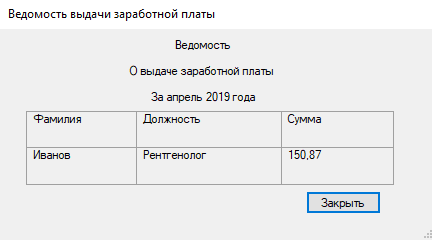 Ведомость выдачи заработной платы
Ведомость
О выдаче заработной платы
За апрель 2019 года
Фамилия Должность Сумма
Иванов Рентгенолог 150,87
Закрыть